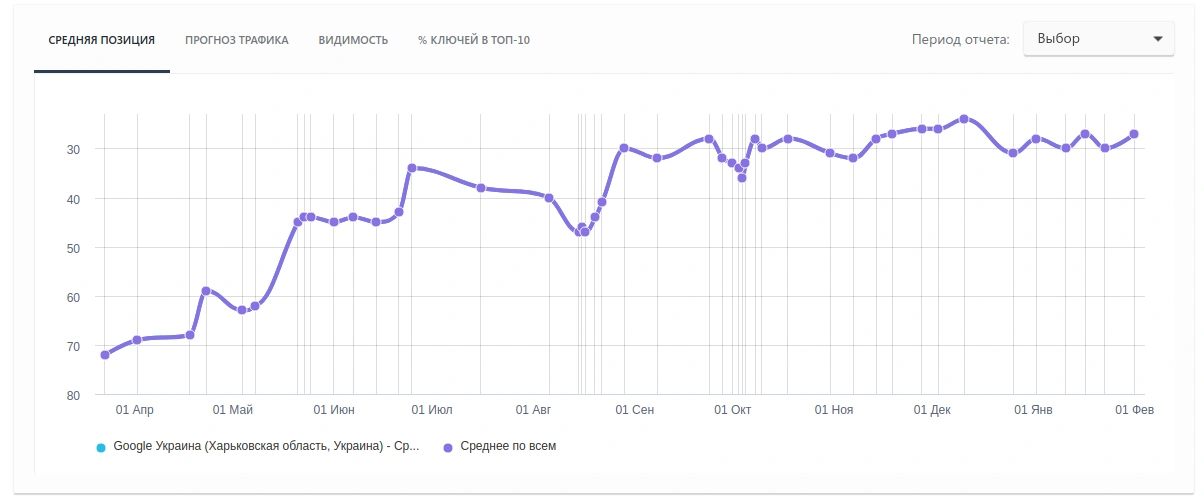 СРЕДНЯЯ ПОЗИЦИЯ ПРОГНОЗ ТРАФИКА ВИДИМОСТЬ % КЛЮЧЕЙ В ТОП-10 Период отчета: Выбор
30
40
50
60
70
80
01 Апр 01 Май 01 Июн 01 Июл 01 Авг 01 Сен 01 Окт 01 Ноя 01 Дек 01 Янв 01 Фев
Google Украина (Харьковская область, Украина) - Ср... Среднее по всем